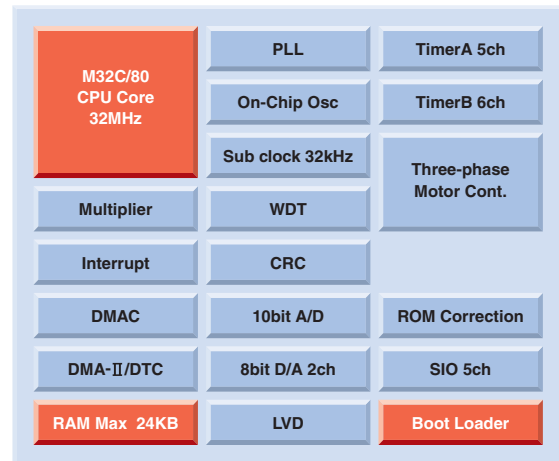 M32C/80
CPU Core
32MHz
Multiplier
Interrupt
DMAC
DMA-Ⅱ/DTC
RAM Max 24KB
PLL
On-Chip Osc
Sub clock 32kHz
WDT
CRC
10bit A/D
8bit D/A 2ch
LVD
TimerA 5ch
TimerB 6ch
Three-phase
Motor Cont.
ROM Correction
SIO 5ch
Boot Loader